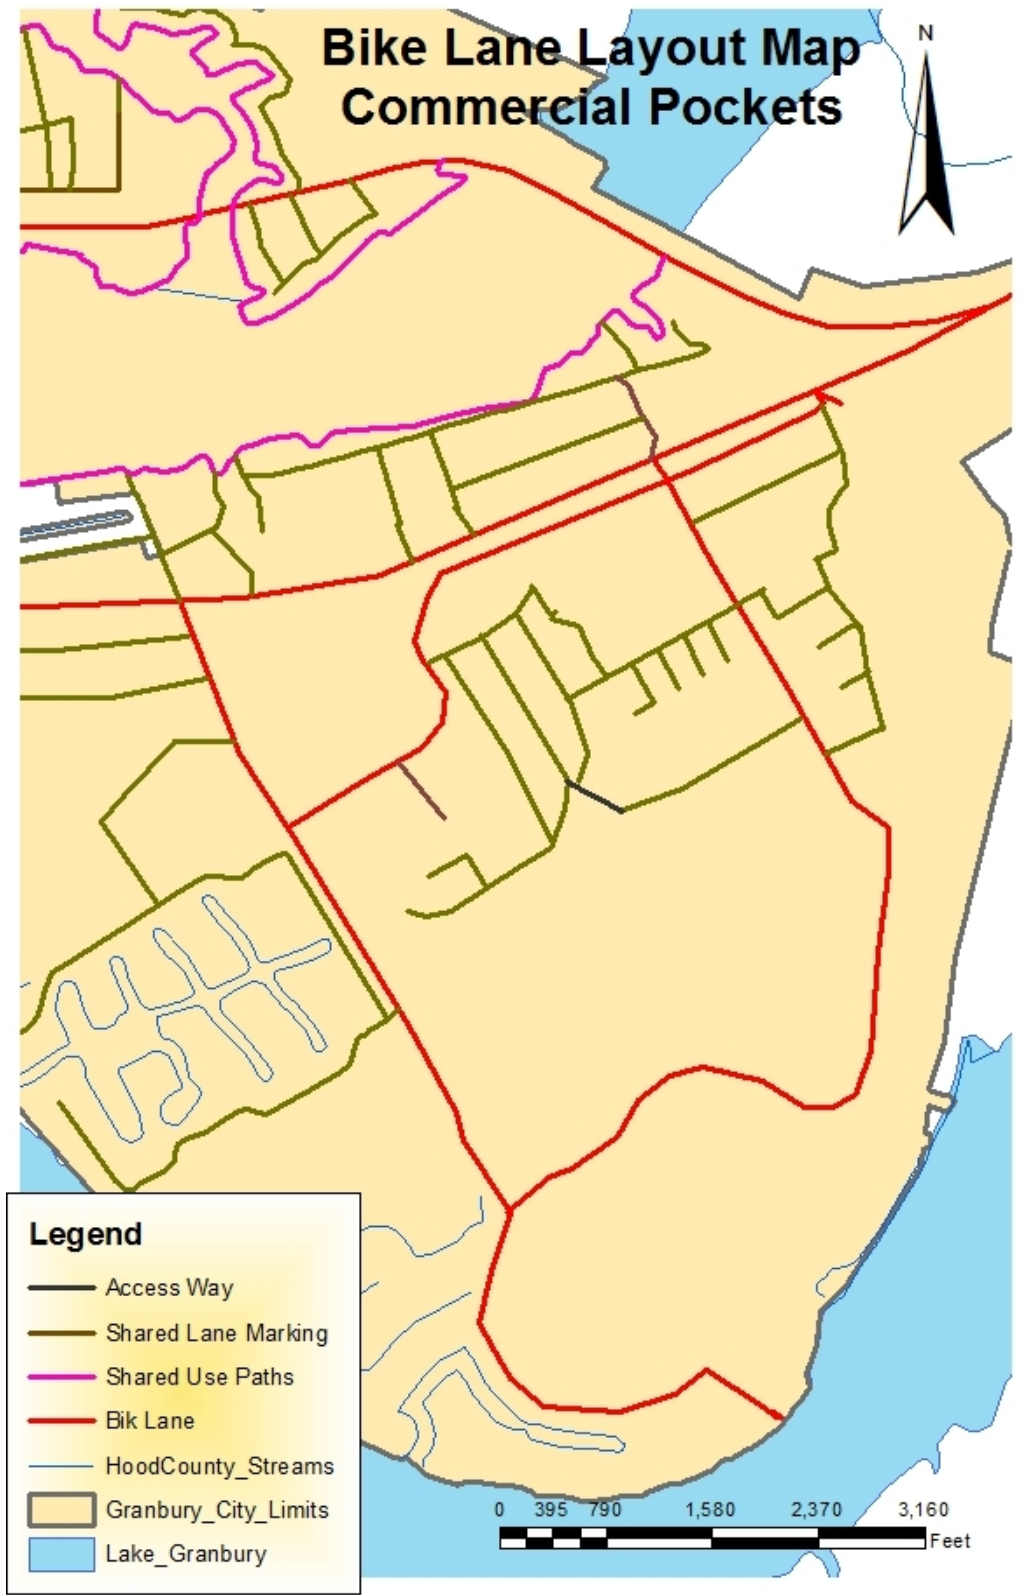 Bike Lane Layout Map
Commercial Pockets
N
Legend
Access Way
Shared Lane Marking
Shared Use Paths
Bik Lane
HoodCounty_Streams
Granbury_City_Limits
Lake_Granbury
0 395 790 1,580 2,370 3,160
Feet